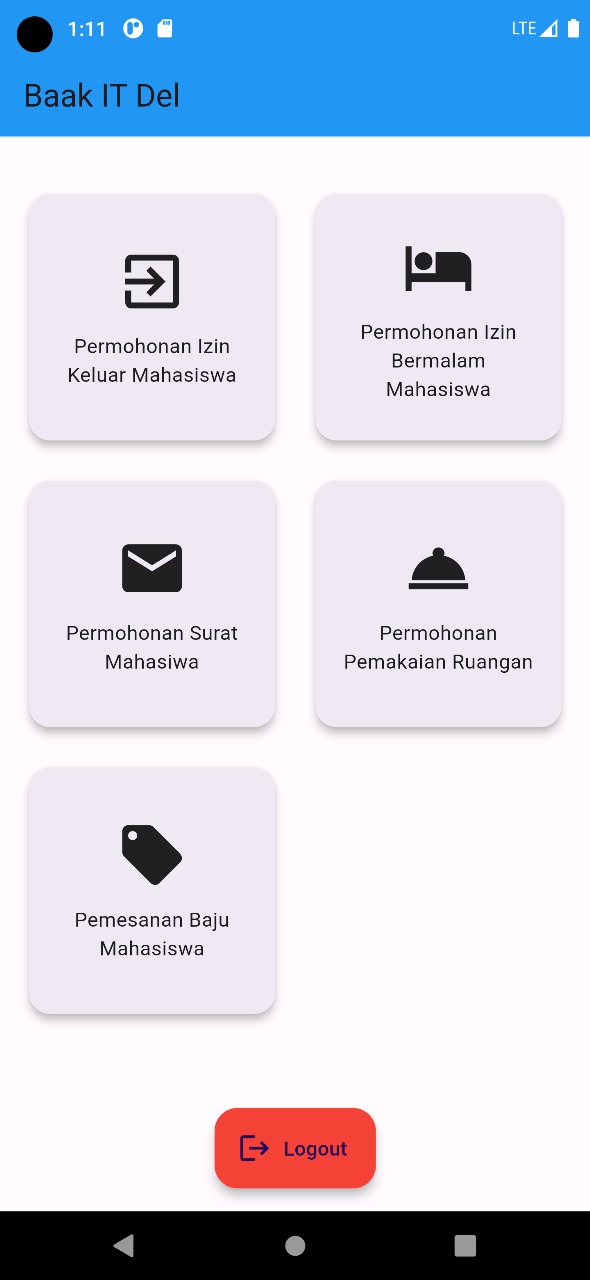 1:11
LTE
Baak IT Del
Permohonan Izin
Keluar Mahasiswa
Permohonan Izin
Bermalam
Mahasiswa
Permohonan Surat
Mahasiwa
Permohonan
Pemakaian Ruangan
Pemesanan Baju
Mahasiswa
Logout